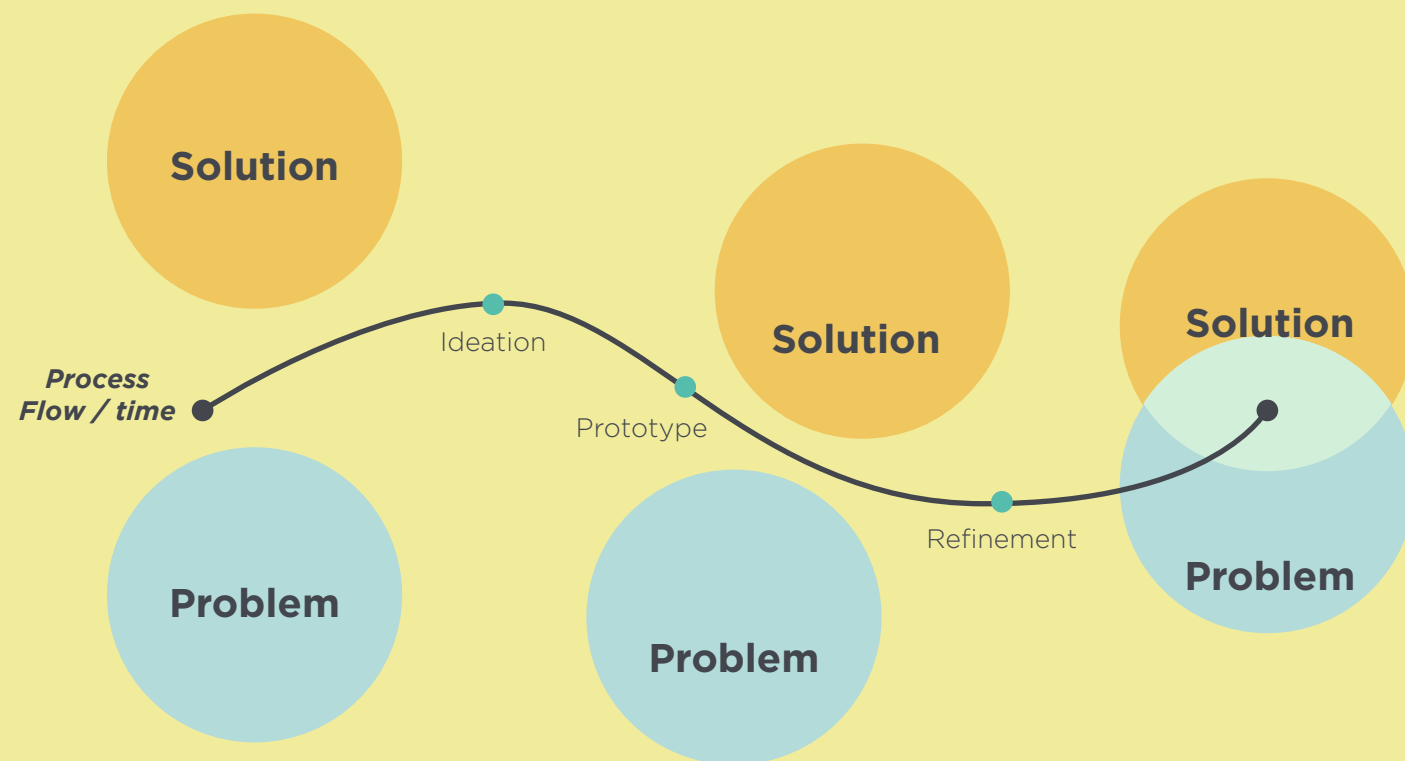 Solution
Ideation
Process
Flow / time
Prototype
Problem
Solution
Problem
Refinement
Solution
Problem